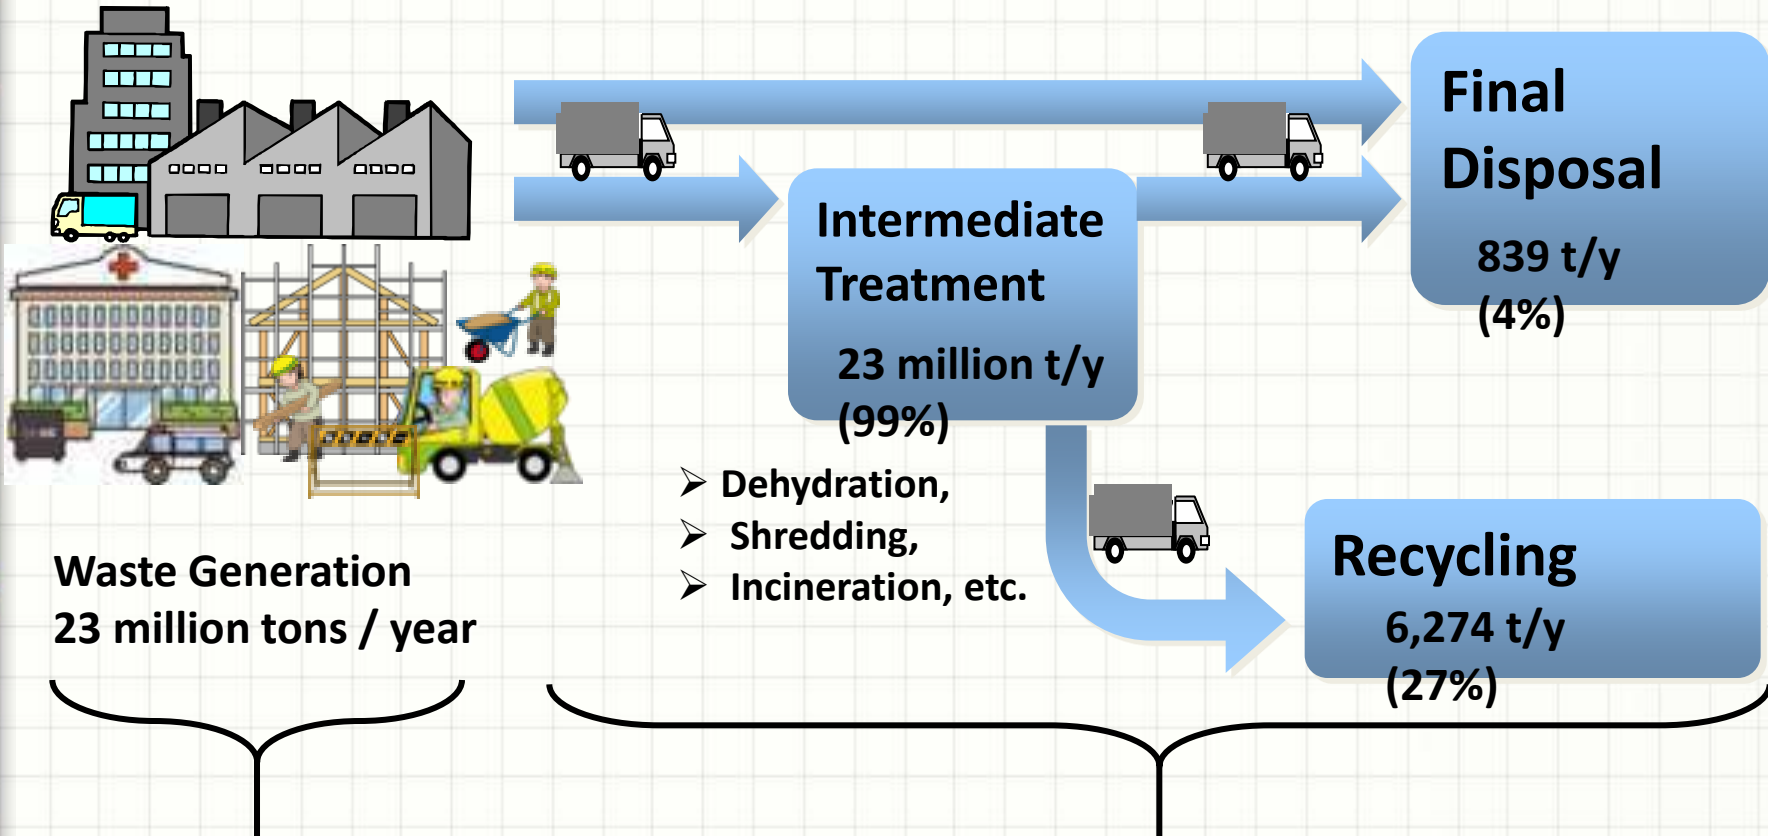 Final
Disposal
839 t/y
(4%)
Intermediate
Treatment
23 million t/y
(99%)
➢ Dehydration,
➢ Shredding,
➢ Incineration, etc.
Waste Generation
23 million tons / year
Recycling
6,274 t/y
(27%)